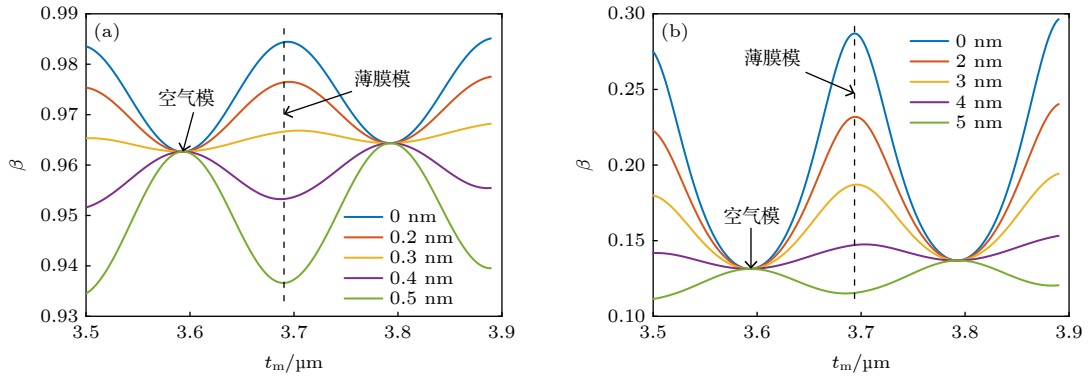 (a)
0.99
0.98
0.97
0.96
0.95
0.94
0.93
β
空气模
薄膜模
0 nm
0.2 nm
0.3 nm
0.4 nm
0.5 nm
3.5 3.6 3.7 3.8 3.9
tm/μm
(b)
0.30
0.25
0.20
0.15
0.10
β
薄膜模
空气模
0 nm
2 nm
3 nm
4 nm
5 nm
3.5 3.6 3.7 3.8 3.9
tm/μm